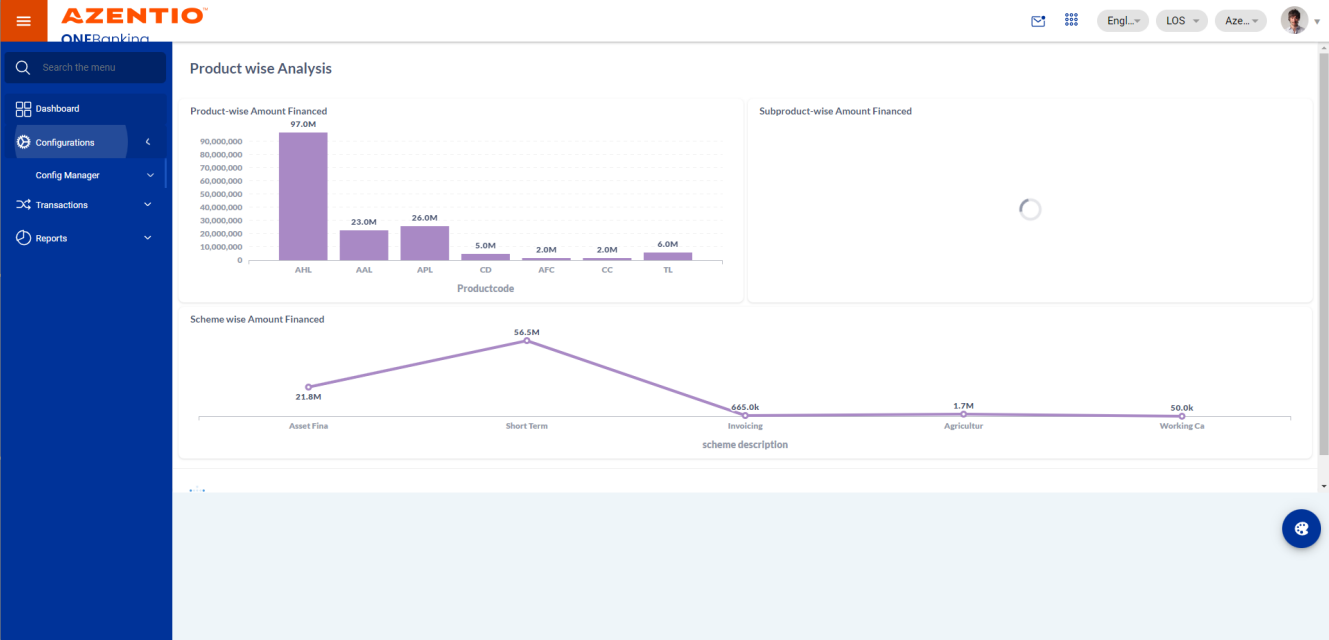 AZENTIO
ONEBanking
Engl...
LOS
Aze...
Search the menu
Dashboard
Configurations
Config Manager
Transactions
Reports
Product wise Analysis
Product-wise Amount Financed
97.0M
90,000,000
80,000,000
70,000,000
60,000,000
50,000,000
40,000,000
30,000,000
20,000,000
10,000,000
0
23.0M
26.0M
5.0M
2.0M
2.0M
6.0M
AHL
AAL
APL
CD
AFC
CC
TL
Productcode
Subproduct-wise Amount Financed
Scheme wise Amount Financed
21.8M
56.5M
665.0k
1.7M
50.0k
Asset Fina
Short Term
Invoicing
Agricultur
Working Ca
scheme description